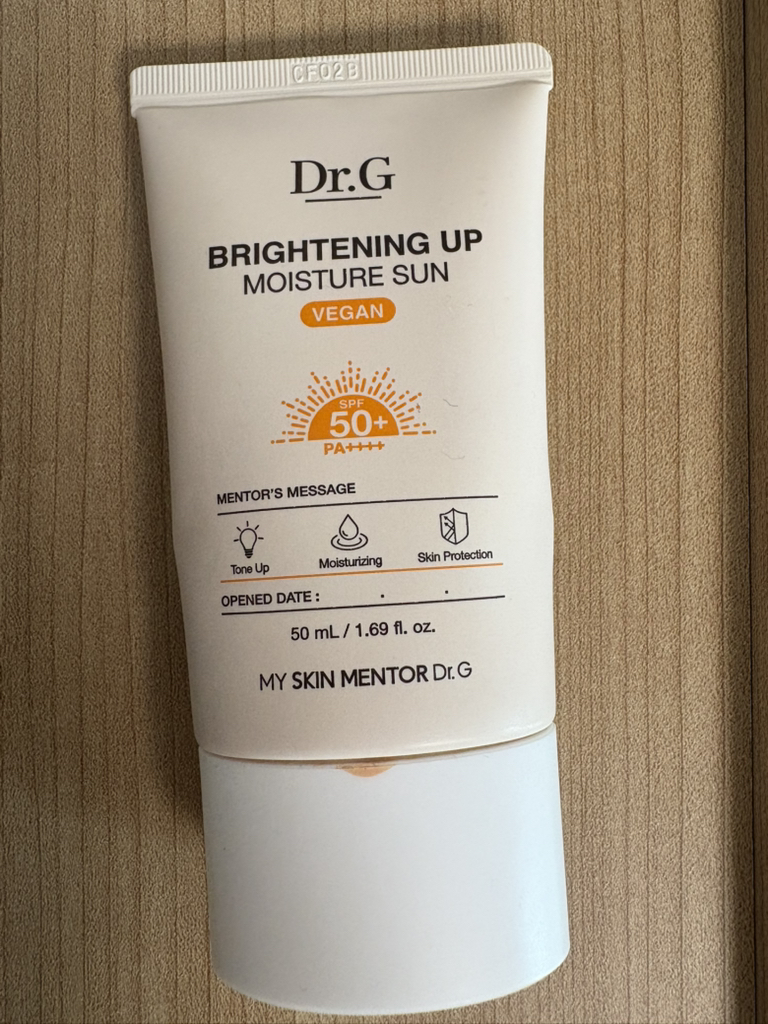 CF02B
Dr.G
BRIGHTENING UP
MOISTURE SUN
VEGAN
SPF
50+
PA++++
MENTOR'S MESSAGE
Tone Up Moisturizing Skin Protection
OPENED DATE : . .
50 mL / 1.69 fl. oz.
MY SKIN MENTOR Dr.G